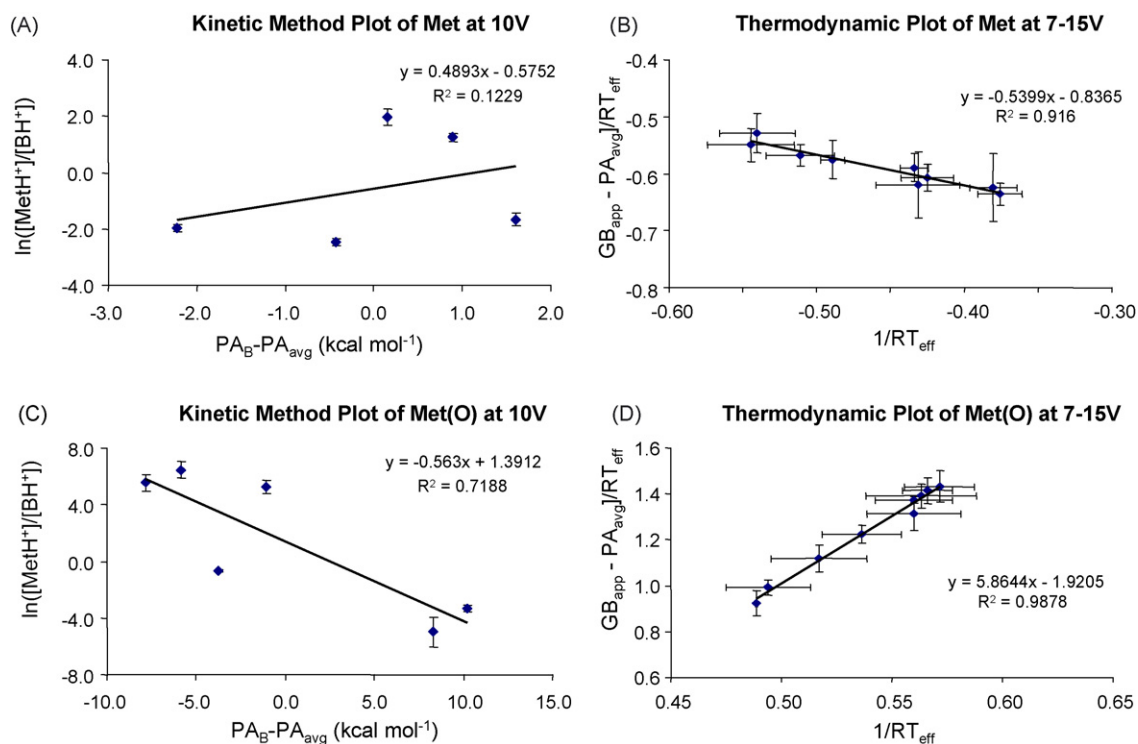 (A)
Kinetic Method Plot of Met at 10V
4.0
2.0
0.0
-2.0
-4.0
ln([MetH⁺]/[BH⁺])
y = 0.4893x - 0.5752
R² = 0.1229
-3.0 -2.0 -1.0 0.0 1.0 2.0
PA_B-PA_avg (kcal mol⁻¹)
(B)
Thermodynamic Plot of Met at 7-15V
-0.4
-0.5
-0.6
-0.7
-0.8
GB_app - PA_avg]/RT_eff
y = -0.5399x - 0.8365
R² = 0.916
-0.60 -0.50 -0.40 -0.30
1/RT_eff
(C)
Kinetic Method Plot of Met(O) at 10V
8.0
4.0
0.0
-4.0
-8.0
ln([MetH⁺]/[BH⁺])
y = -0.563x + 1.3912
R² = 0.7188
-10.0 -5.0 0.0 5.0 10.0 15.0
PA_B-PA_avg (kcal mol⁻¹)
(D)
Thermodynamic Plot of Met(O) at 7-15V
1.6
1.4
1.2
1.0
0.8
0.6
GB_app - PA_avg]/RT_eff
y = 5.8644x - 1.9205
R² = 0.9878
0.45 0.50 0.55 0.60
1/RT_eff